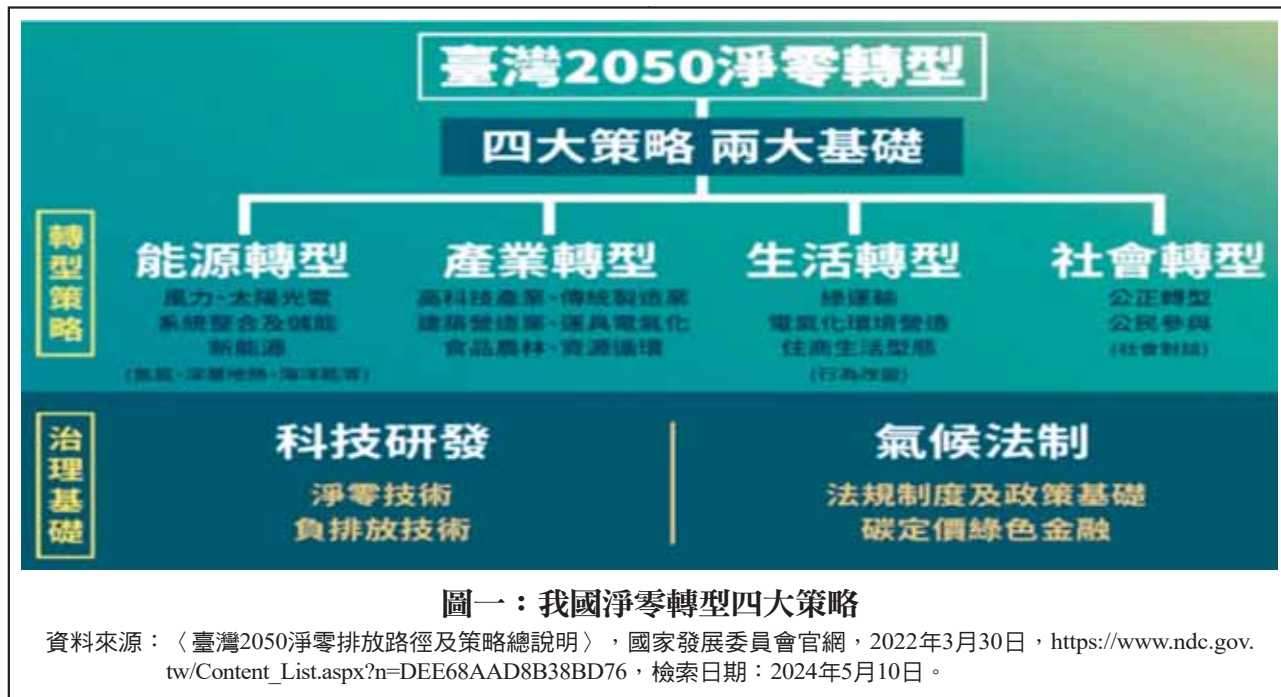 臺灣2050淨零轉型
四大策略 兩大基礎
轉型策略
能源轉型
風力、太陽光電
系統整合及儲能
新能源
(氫能、深層地熱、海洋能等)
產業轉型
高科技產業、傳統製造業
建築營造業、運具電氣化
食品農林、資源循環
生活轉型
綠運輸
電氣化環境營造
住商生活型態
(行為改變)
社會轉型
公正轉型
公民參與
(社會對話)
治理基礎
科技研發
淨零技術
負排放技術
氣候法制
法規制度及政策基礎
碳定價綠色金融
圖一：我國淨零轉型四大策略
資料來源：〈臺灣2050淨零排放路徑及策略總說明〉，國家發展委員會官網，2022年3月30日，https://www.ndc.gov.
tw/Content_List.aspx?n=DEE68AAD8B38BD76，檢索日期：2024年5月10日。